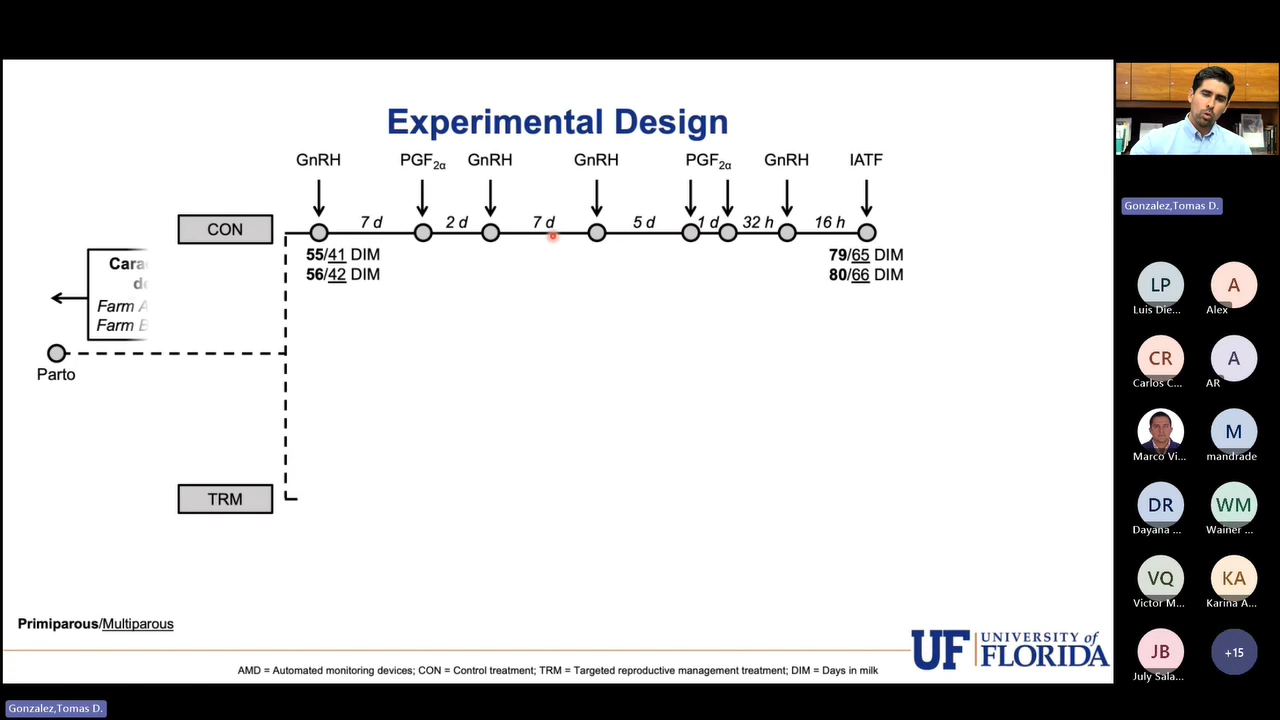 Experimental Design
GnRH PGF2α GnRH GnRH PGF2α GnRH IATF
CON 7 d 2 d 7 d 5 d 1 d 32 h 16 h
55/41 DIM 79/65 DIM
56/42 DIM 80/66 DIM
Farm
Farm
Parto
TRM
Primiparous/Multiparous
UF UNIVERSITY of
FLORIDA
AMD = Automated monitoring devices; CON = Control treatment; TRM = Targeted reproductive management treatment; DIM = Days in milk
Gonzalez,Tomas D.
Gonzalez,Tomas D.
LP A
Luis Die... Alex
CR A
Carlos C... AR
M
Marco Vi... mandrade
DR WM
Dayana ... Wainer ...
VQ KA
Victor M... Karina A...
JB +15
July Sala...